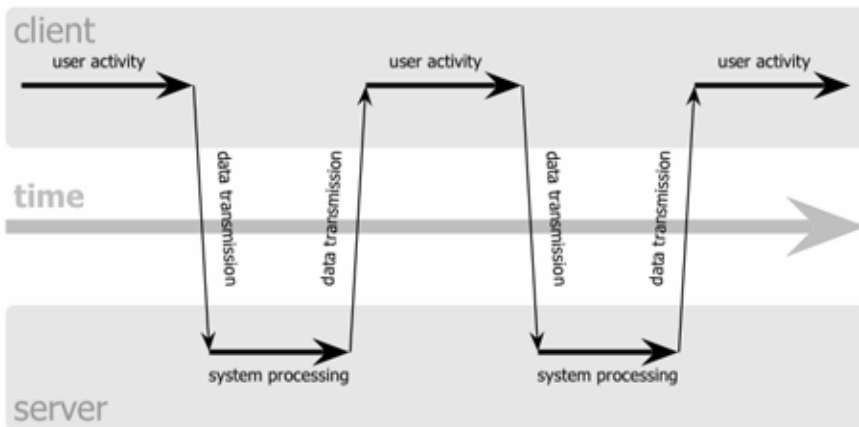 client
user activity
user activity
user activity
data transmission
data transmission
data transmission
data transmission
time
system processing
system processing
server